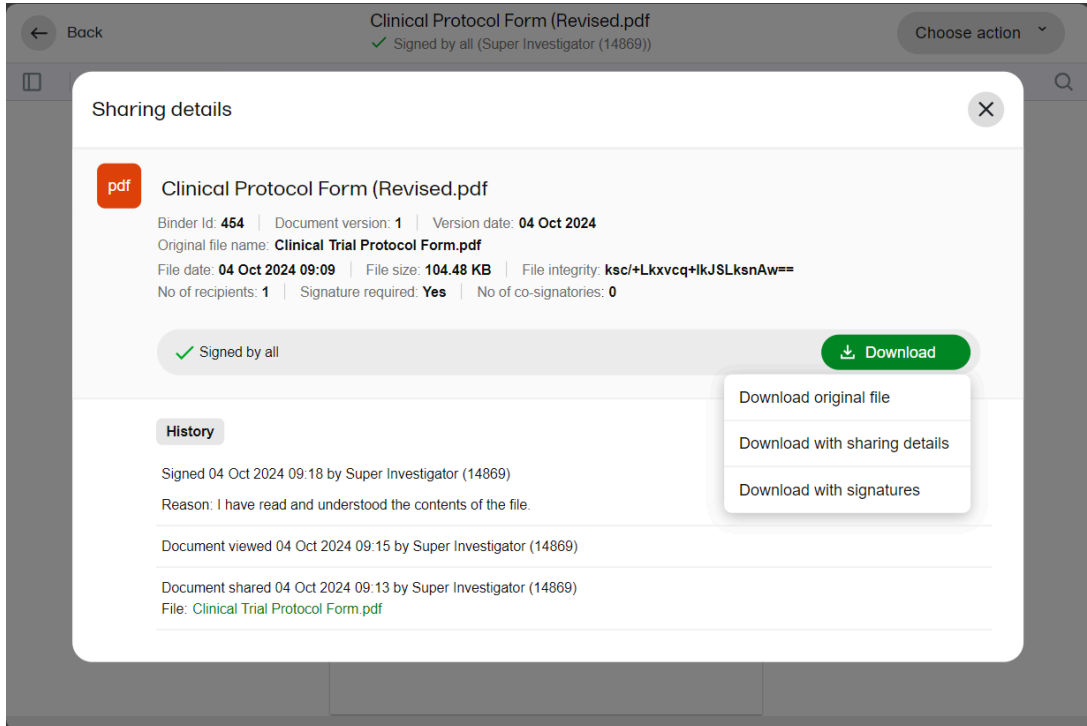 Back
Clinical Protocol Form (Revised.pdf
Signed by all (Super Investigator (14869))
Choose action
Sharing details
pdf
Clinical Protocol Form (Revised.pdf
Binder Id: 454 Document version: 1 Version date: 04 Oct 2024
Original file name: Clinical Trial Protocol Form.pdf
File date: 04 Oct 2024 09:09 File size: 104.48 KB File integrity: ksc/+Lkxvcq+IkJSLksnAw==
No of recipients: 1 Signature required: Yes No of co-signatories: 0
Signed by all
Download
Download original file
Download with sharing details
Download with signatures
History
Signed 04 Oct 2024 09:18 by Super Investigator (14869)
Reason: I have read and understood the contents of the file.
Document viewed 04 Oct 2024 09:15 by Super Investigator (14869)
Document shared 04 Oct 2024 09:13 by Super Investigator (14869)
File: Clinical Trial Protocol Form.pdf